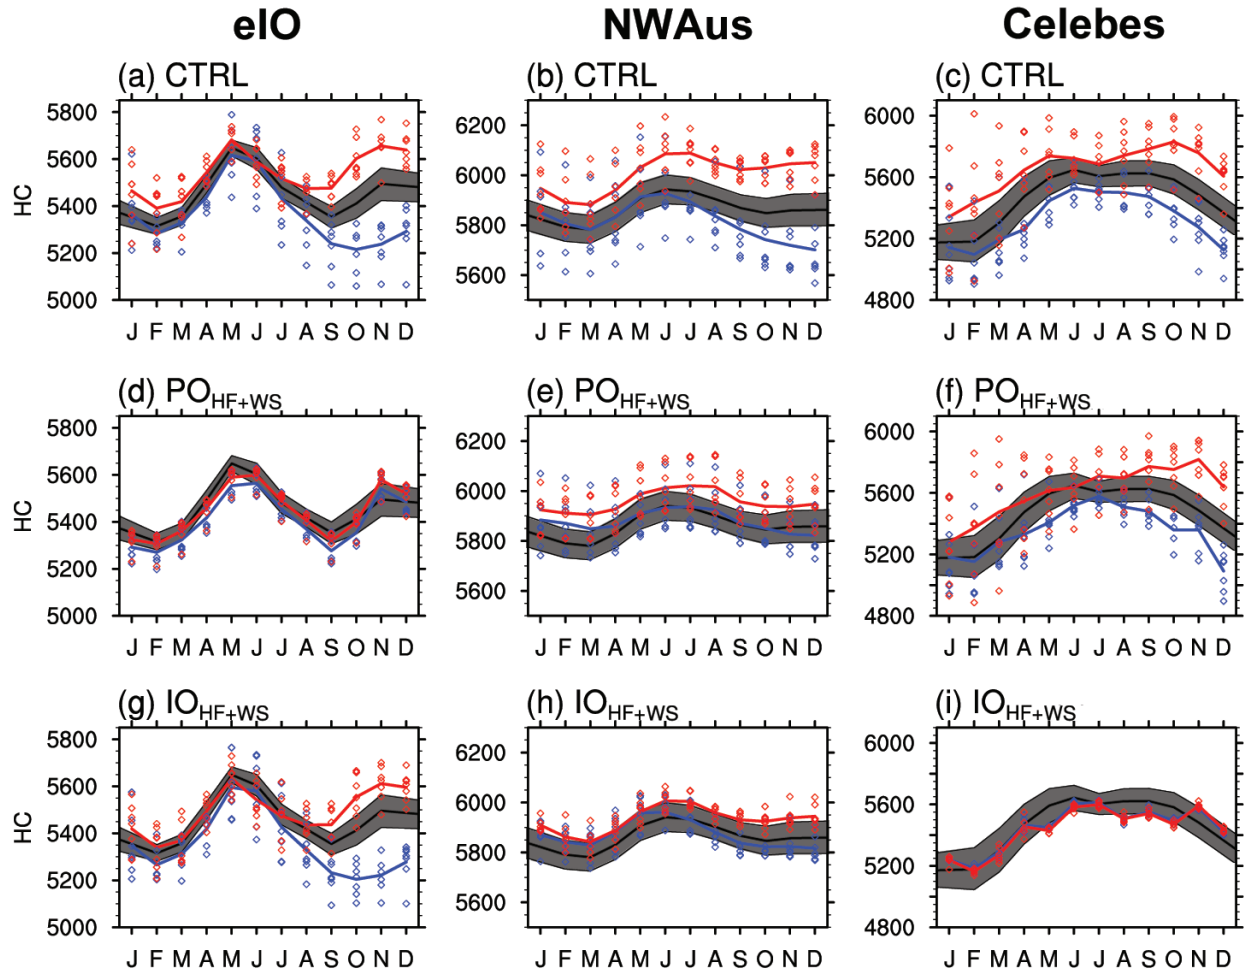 eIO NWAus Celebes
(a) CTRL (b) CTRL (c) CTRL
HC
5800
5600
5400
5200
5000
6200
6000
5800
5600
6000
5600
5200
4800
J F M A M J J A S O N D
J F M A M J J A S O N D
J F M A M J J A S O N D
(d) POHF+WS (e) POHF+WS (f) POHF+WS
HC
5800
5600
5400
5200
5000
6200
6000
5800
5600
6000
5600
5200
4800
J F M A M J J A S O N D
J F M A M J J A S O N D
J F M A M J J A S O N D
(g) IOHF+WS (h) IOHF+WS (i) IOHF+WS
HC
5800
5600
5400
5200
5000
6200
6000
5800
5600
6000
5600
5200
4800
J F M A M J J A S O N D
J F M A M J J A S O N D
J F M A M J J A S O N D